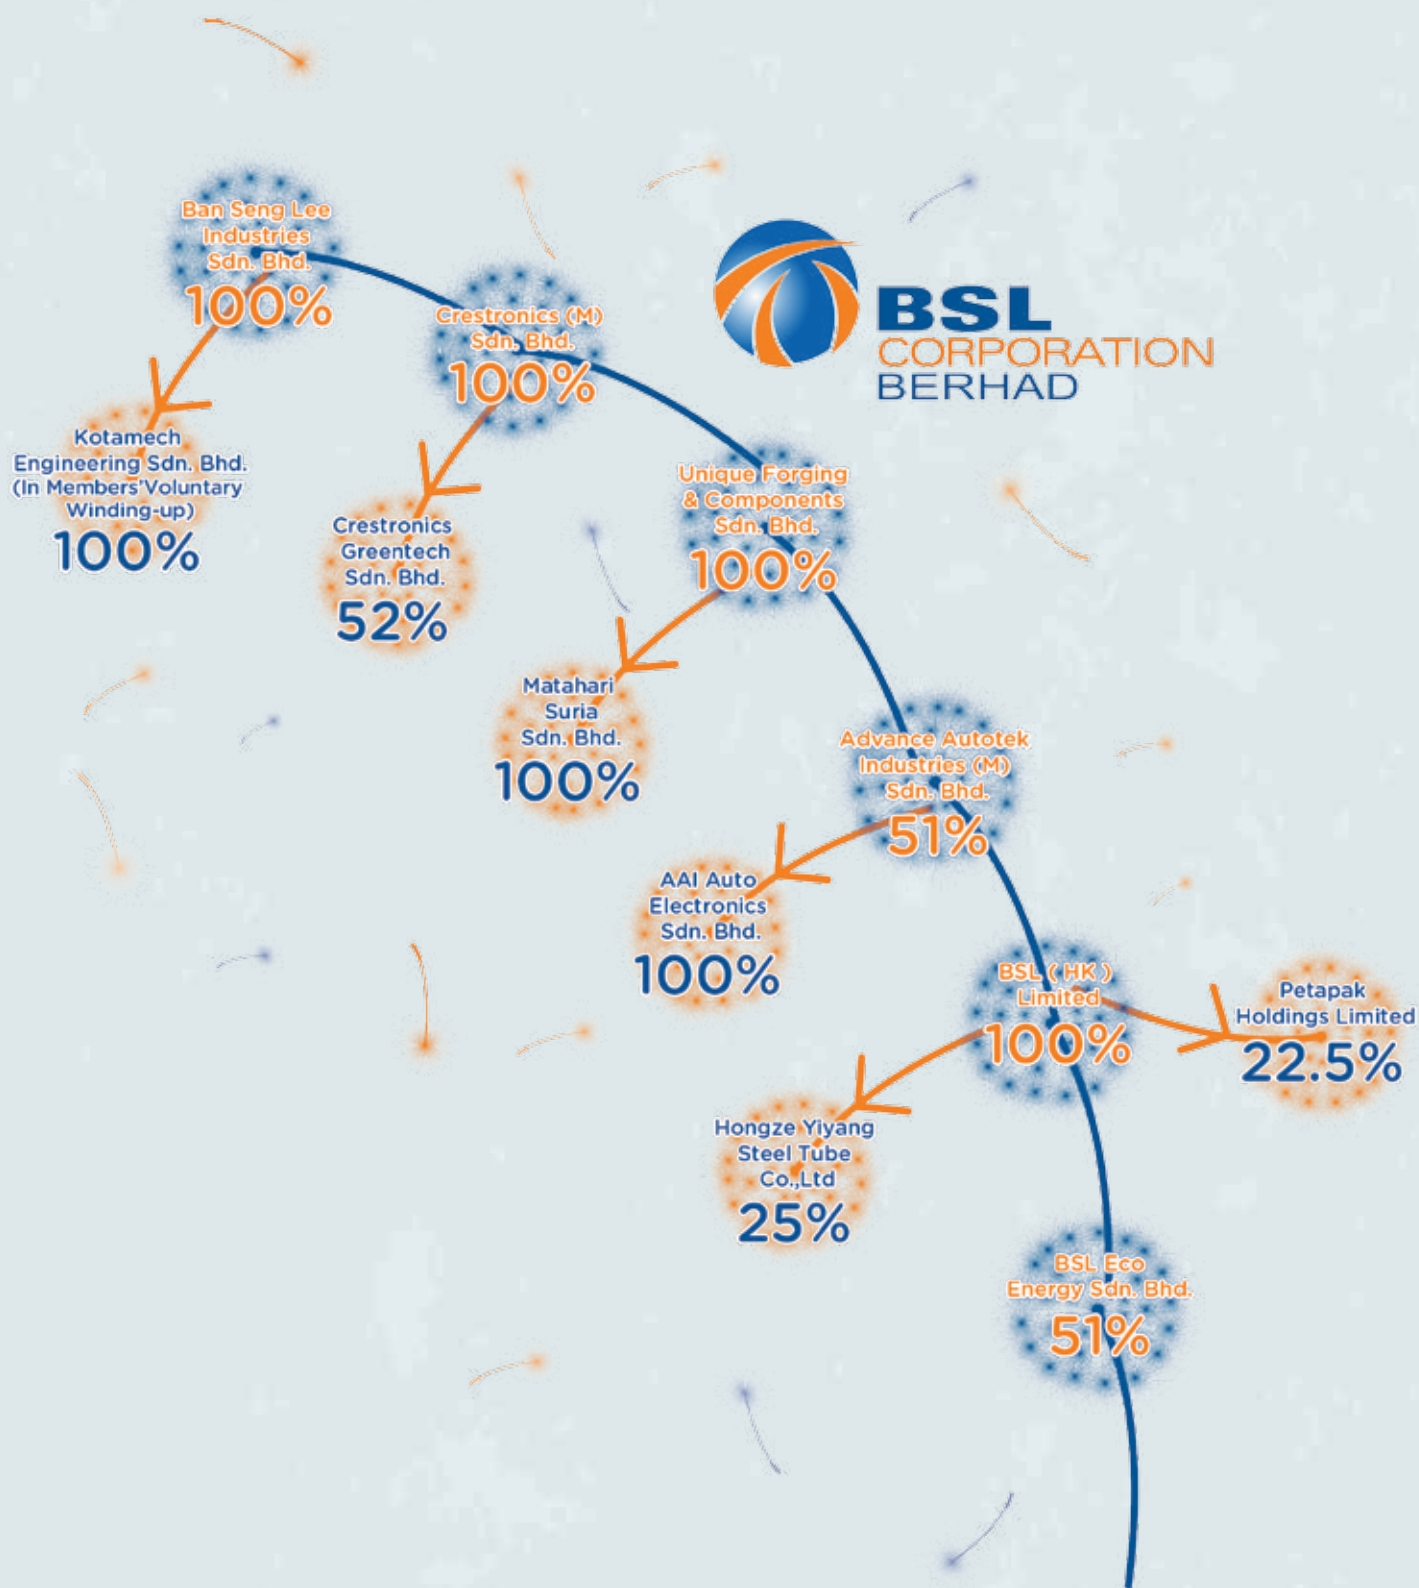 Ban Seng Lee
Industries
Sdn. Bhd.
100%
Crestronics (M)
Sdn. Bhd.
100%
BSL
CORPORATION
BERHAD
Kotamech
Engineering Sdn. Bhd.
(In Members'Voluntary
Winding-up)
100%
Crestronics
Greentech
Sdn. Bhd.
52%
Unique Forging
& Components
Sdn. Bhd.
100%
Matahari
Suria
Sdn. Bhd.
100%
Advance Autotek
Industries (M)
Sdn. Bhd.
51%
AAI Auto
Electronics
Sdn. Bhd.
100%
BSL ( HK )
Limited
100%
Petapak
Holdings Limited
22.5%
Hongze Yiyang
Steel Tube
Co.,Ltd
25%
BSL Eco
Energy Sdn. Bhd.
51%